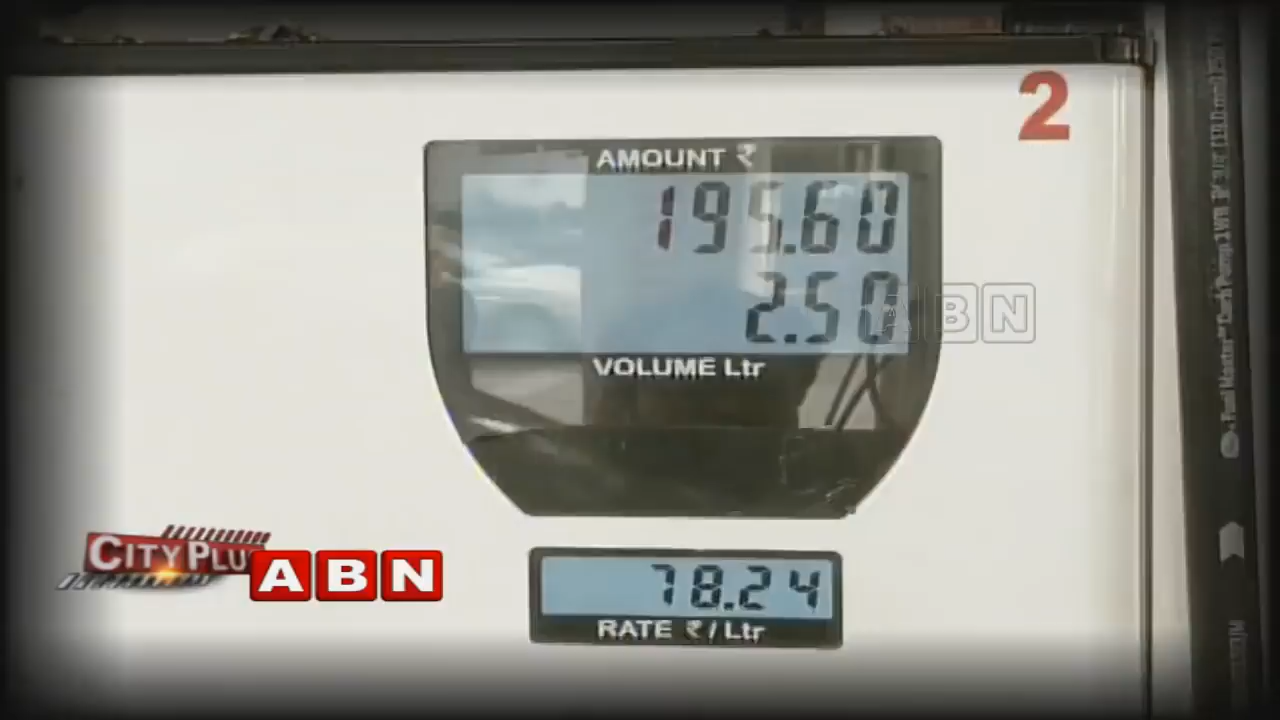 2
AMOUNT ₹
195.60
2.50
ABN
VOLUME Ltr
CITY PLUS
ABN
78.24
RATE ₹/Ltr